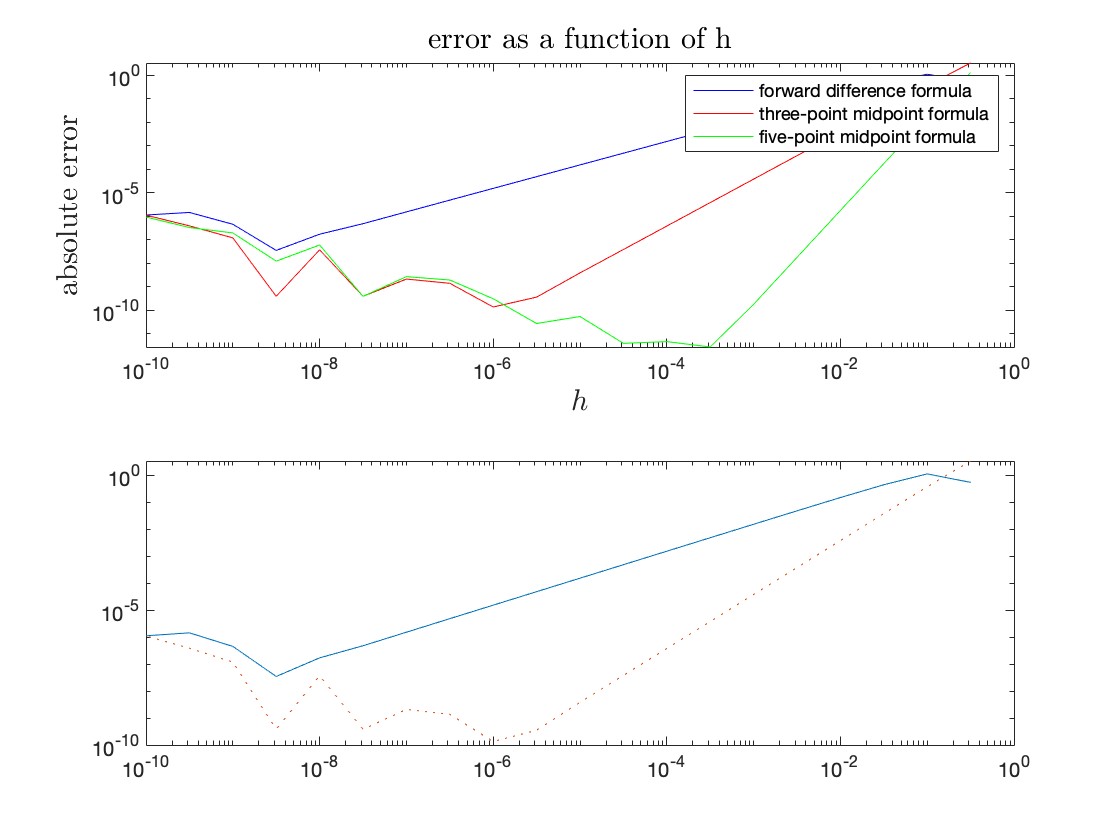 error as a function of h
10^0
10^-5
10^-10
absolute error
forward difference formula
three-point midpoint formula
five-point midpoint formula
10^-10 10^-8 10^-6 10^-4 10^-2 10^0
h
10^0
10^-5
10^-10
10^-10 10^-8 10^-6 10^-4 10^-2 10^0